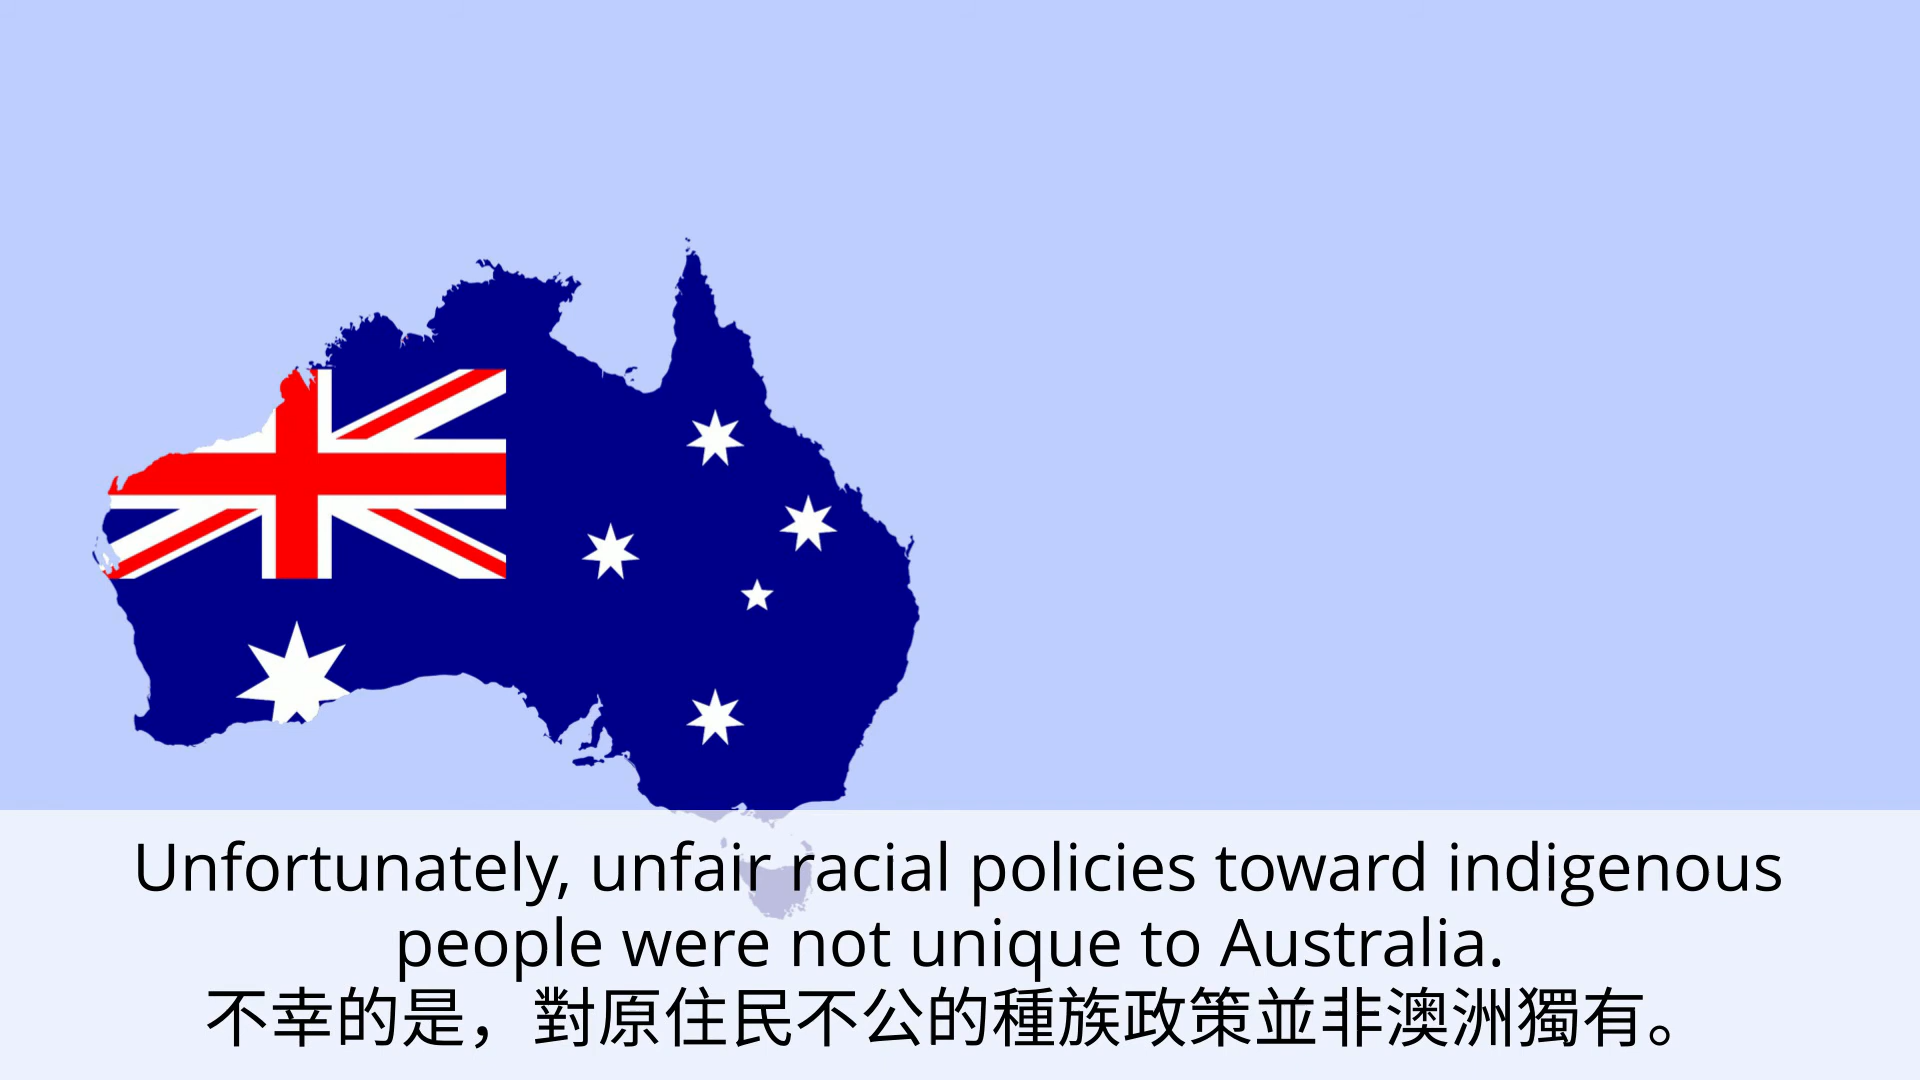 Unfortunately, unfair racial policies toward indigenous
people were not unique to Australia.
不幸的是，對原住民不公的種族政策並非澳洲獨有。